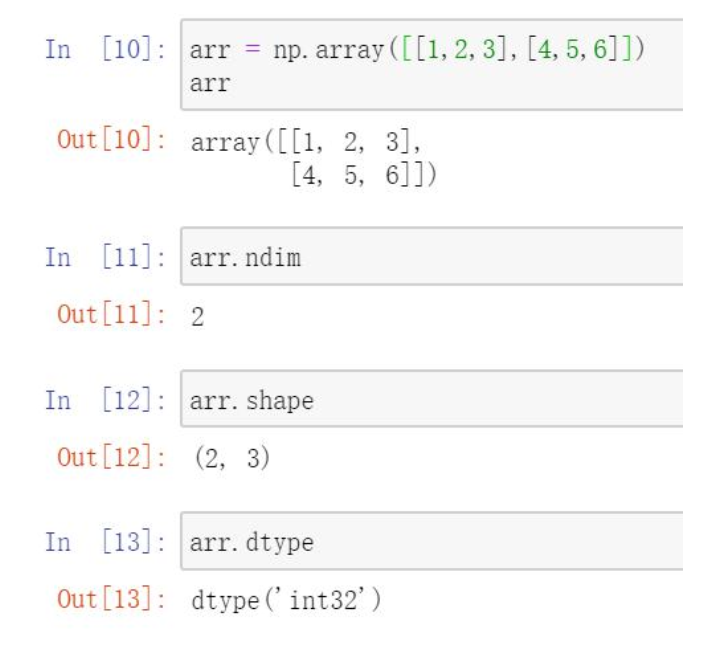 In [10]: arr = np.array([[1,2,3],[4,5,6]])
arr
Out[10]: array([[1, 2, 3],
[4, 5, 6]])
In [11]: arr.ndim
Out[11]: 2
In [12]: arr.shape
Out[12]: (2, 3)
In [13]: arr.dtype
Out[13]: dtype('int32')